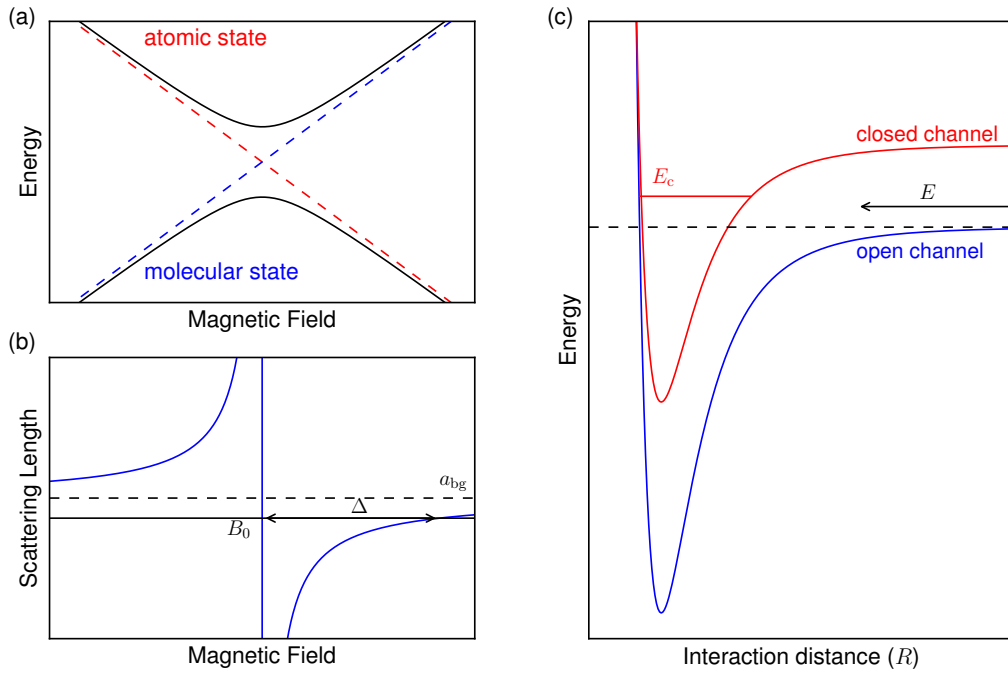 (a)
atomic state
Energy
molecular state
Magnetic Field
(b)
Scattering Length
a_bg
Δ
B_0
Magnetic Field
(c)
closed channel
E_c
E
open channel
Energy
Interaction distance (R)